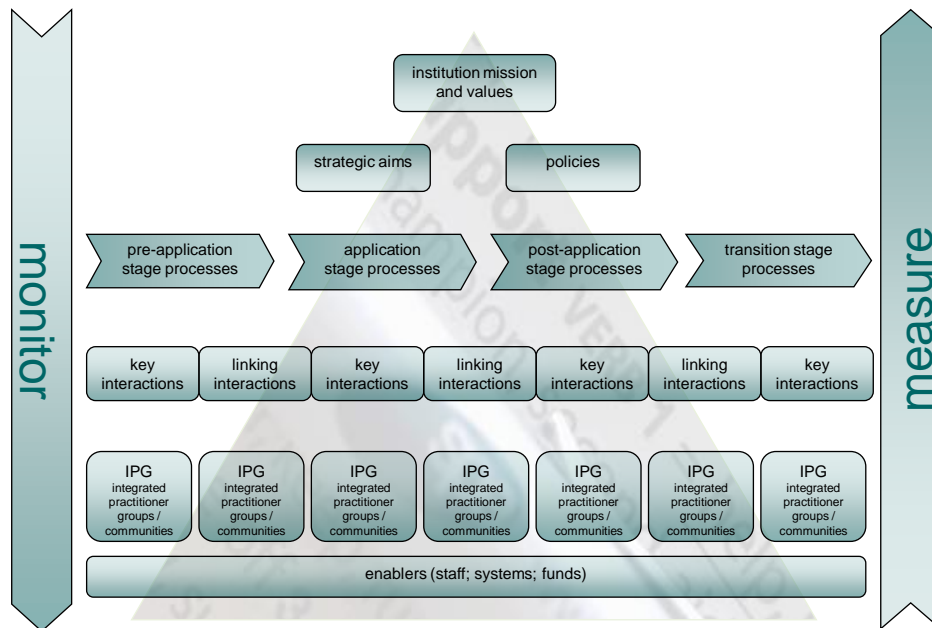 institution mission
and values
strategic aims
policies
pre-application
stage processes
application
stage processes
post-application
stage processes
transition stage
processes
monitor
measure
key
interactions
linking
interactions
key
interactions
linking
interactions
key
interactions
linking
interactions
key
interactions
IPG
integrated
practitioner
groups /
communities
IPG
integrated
practitioner
groups /
communities
IPG
integrated
practitioner
groups /
communities
IPG
integrated
practitioner
groups /
communities
IPG
integrated
practitioner
groups /
communities
IPG
integrated
practitioner
groups /
communities
IPG
integrated
practitioner
groups /
communities
enablers (staff; systems; funds)